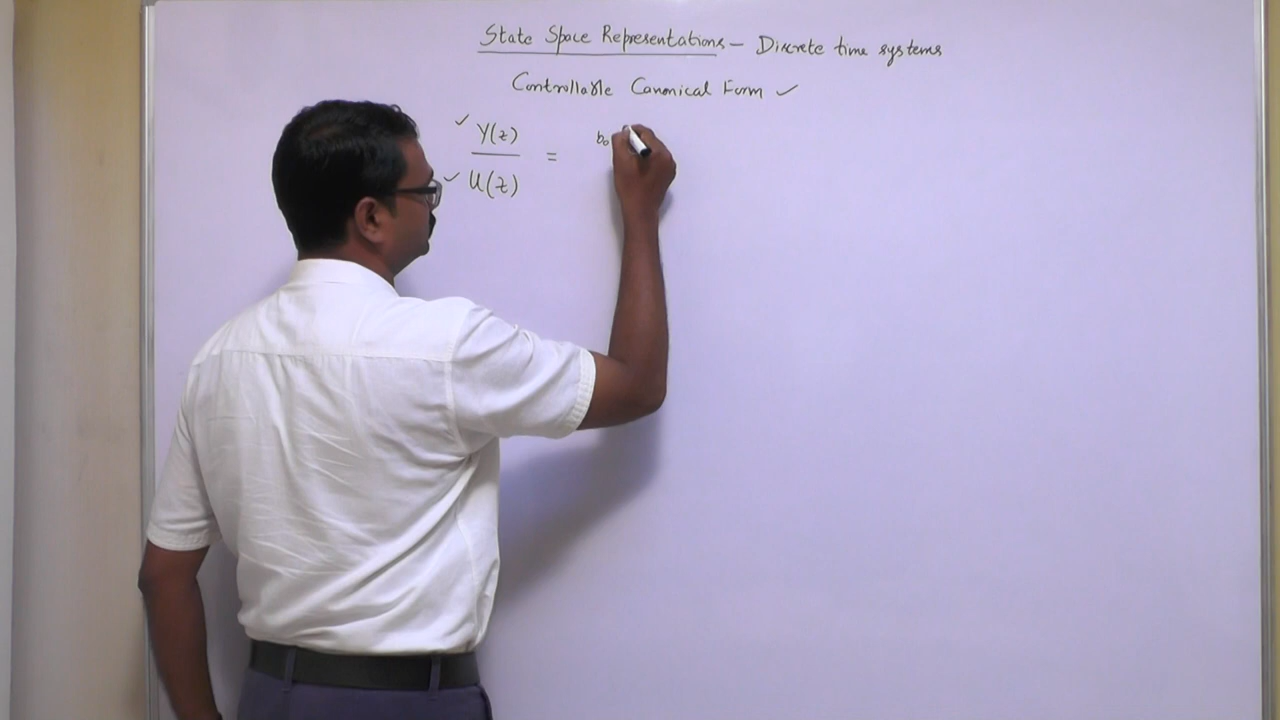 State Space Representations - Discrete time systems
Controllable Canonical Form ✓
✓ Y(z)
=
b₀
✓ U(z)